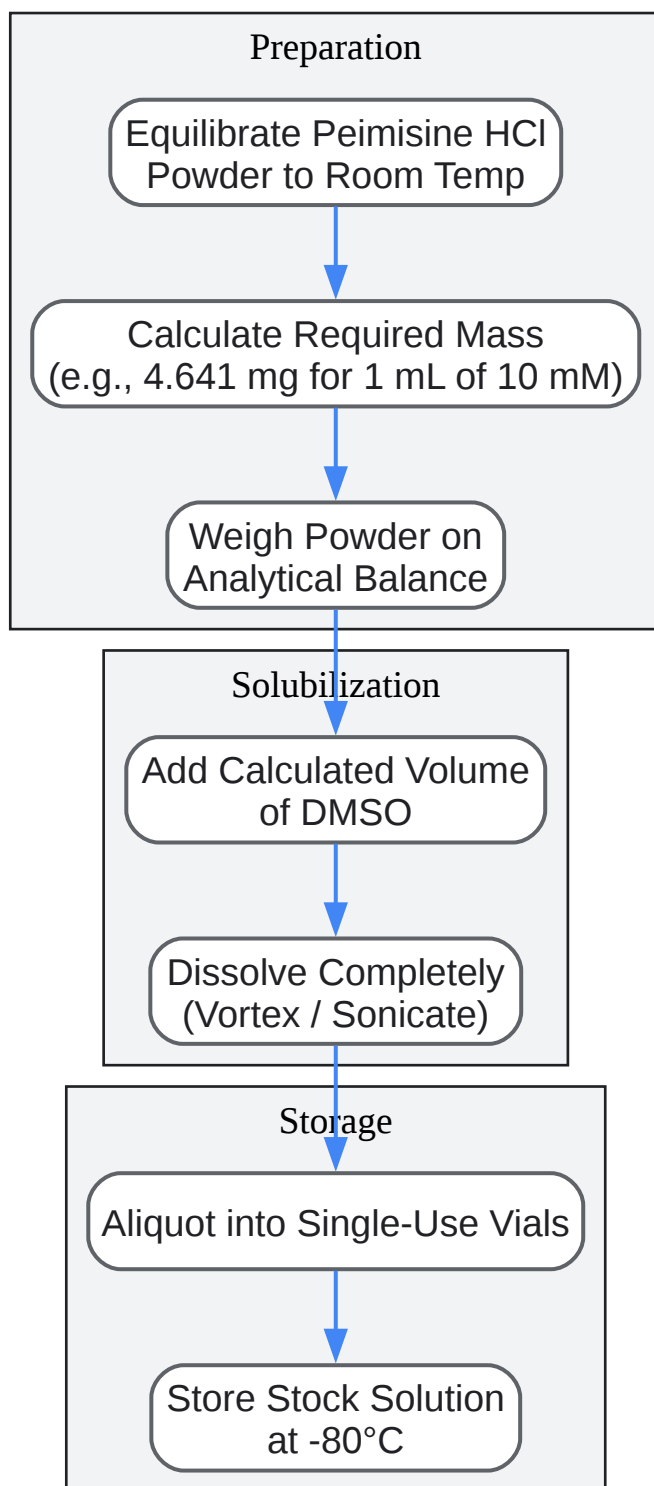 Preparation
Equilibrate Peimisine HCl
Powder to Room Temp
Calculate Required Mass
(e.g., 4.641 mg for 1 mL of 10 mM)
Weigh Powder on
Analytical Balance
Solubilization
Add Calculated Volume
of DMSO
Dissolve Completely
(Vortex / Sonicate)
Storage
Aliquot into Single-Use Vials
Store Stock Solution
at -80°C